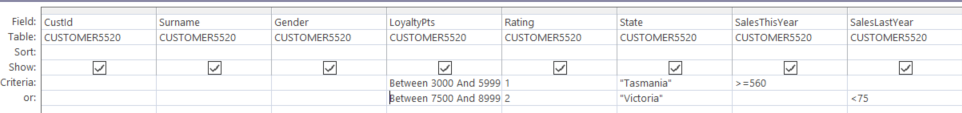 Field: CustId Surname Gender LoyaltyPts Rating State SalesThisYear SalesLastYear
Table: CUSTOMER5520 CUSTOMER5520 CUSTOMER5520 CUSTOMER5520 CUSTOMER5520 CUSTOMER5520 CUSTOMER5520 CUSTOMER5520
Sort:
Show:
Criteria: Between 3000 And 5999 1 "Tasmania" >=560
or: Between 7500 And 8999 2 "Victoria" <75